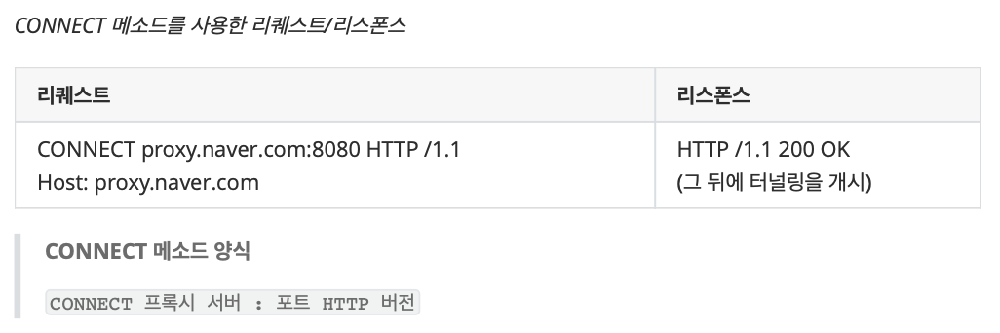 CONNECT 메소드를 사용한 리퀘스트/리스폰스
리퀘스트 리스폰스
CONNECT proxy.naver.com:8080 HTTP /1.1 HTTP /1.1 200 OK
Host: proxy.naver.com (그 뒤에 터널링을 개시)
CONNECT 메소드 양식
CONNECT 프록시 서버 : 포트 HTTP 버전